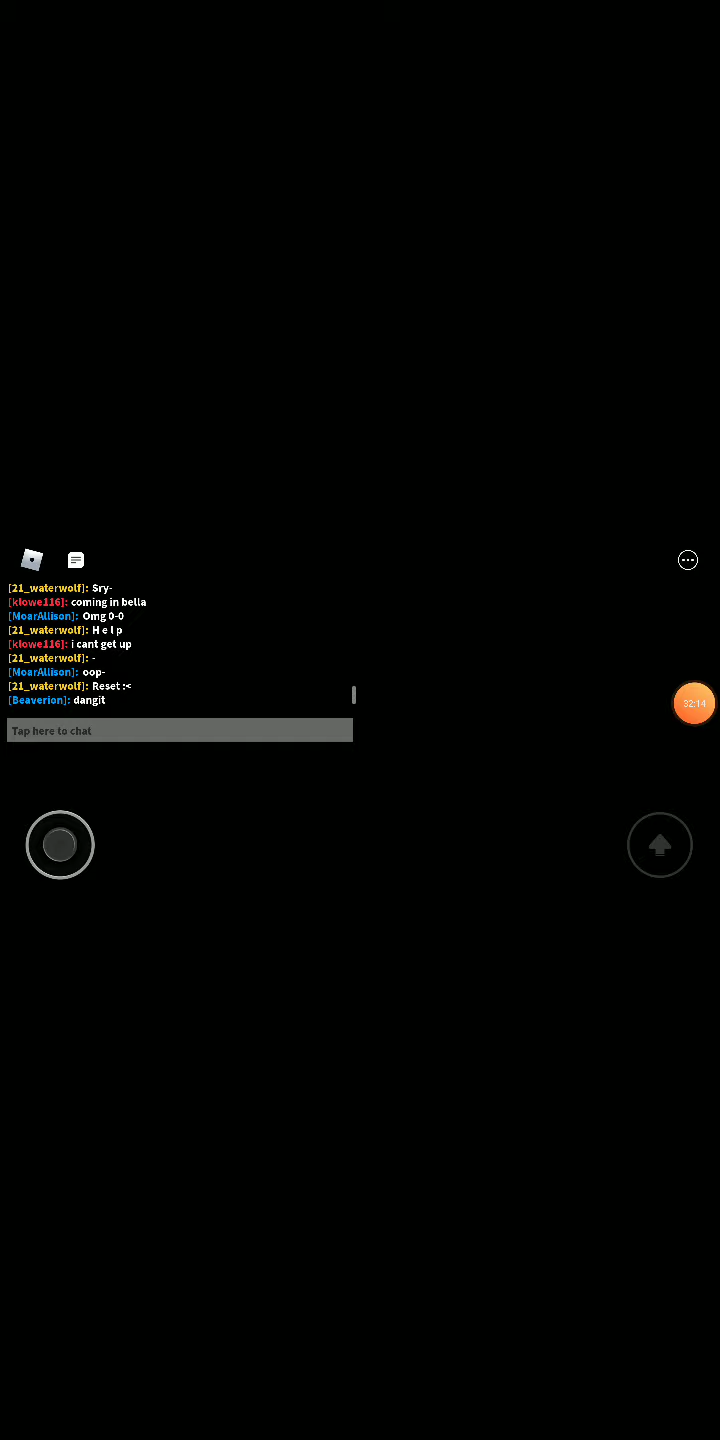 [21_waterwolf]: Sry-
[klowe116]: coming in bella
[MoarAllison]: Omg 0-0
[21_waterwolf]: H e l p
[klowe116]: i cant get up
[21_waterwolf]: -
[MoarAllison]: oop-
[21_waterwolf]: Reset :<
[Beaverion]: dangit
32:14
Tap here to chat